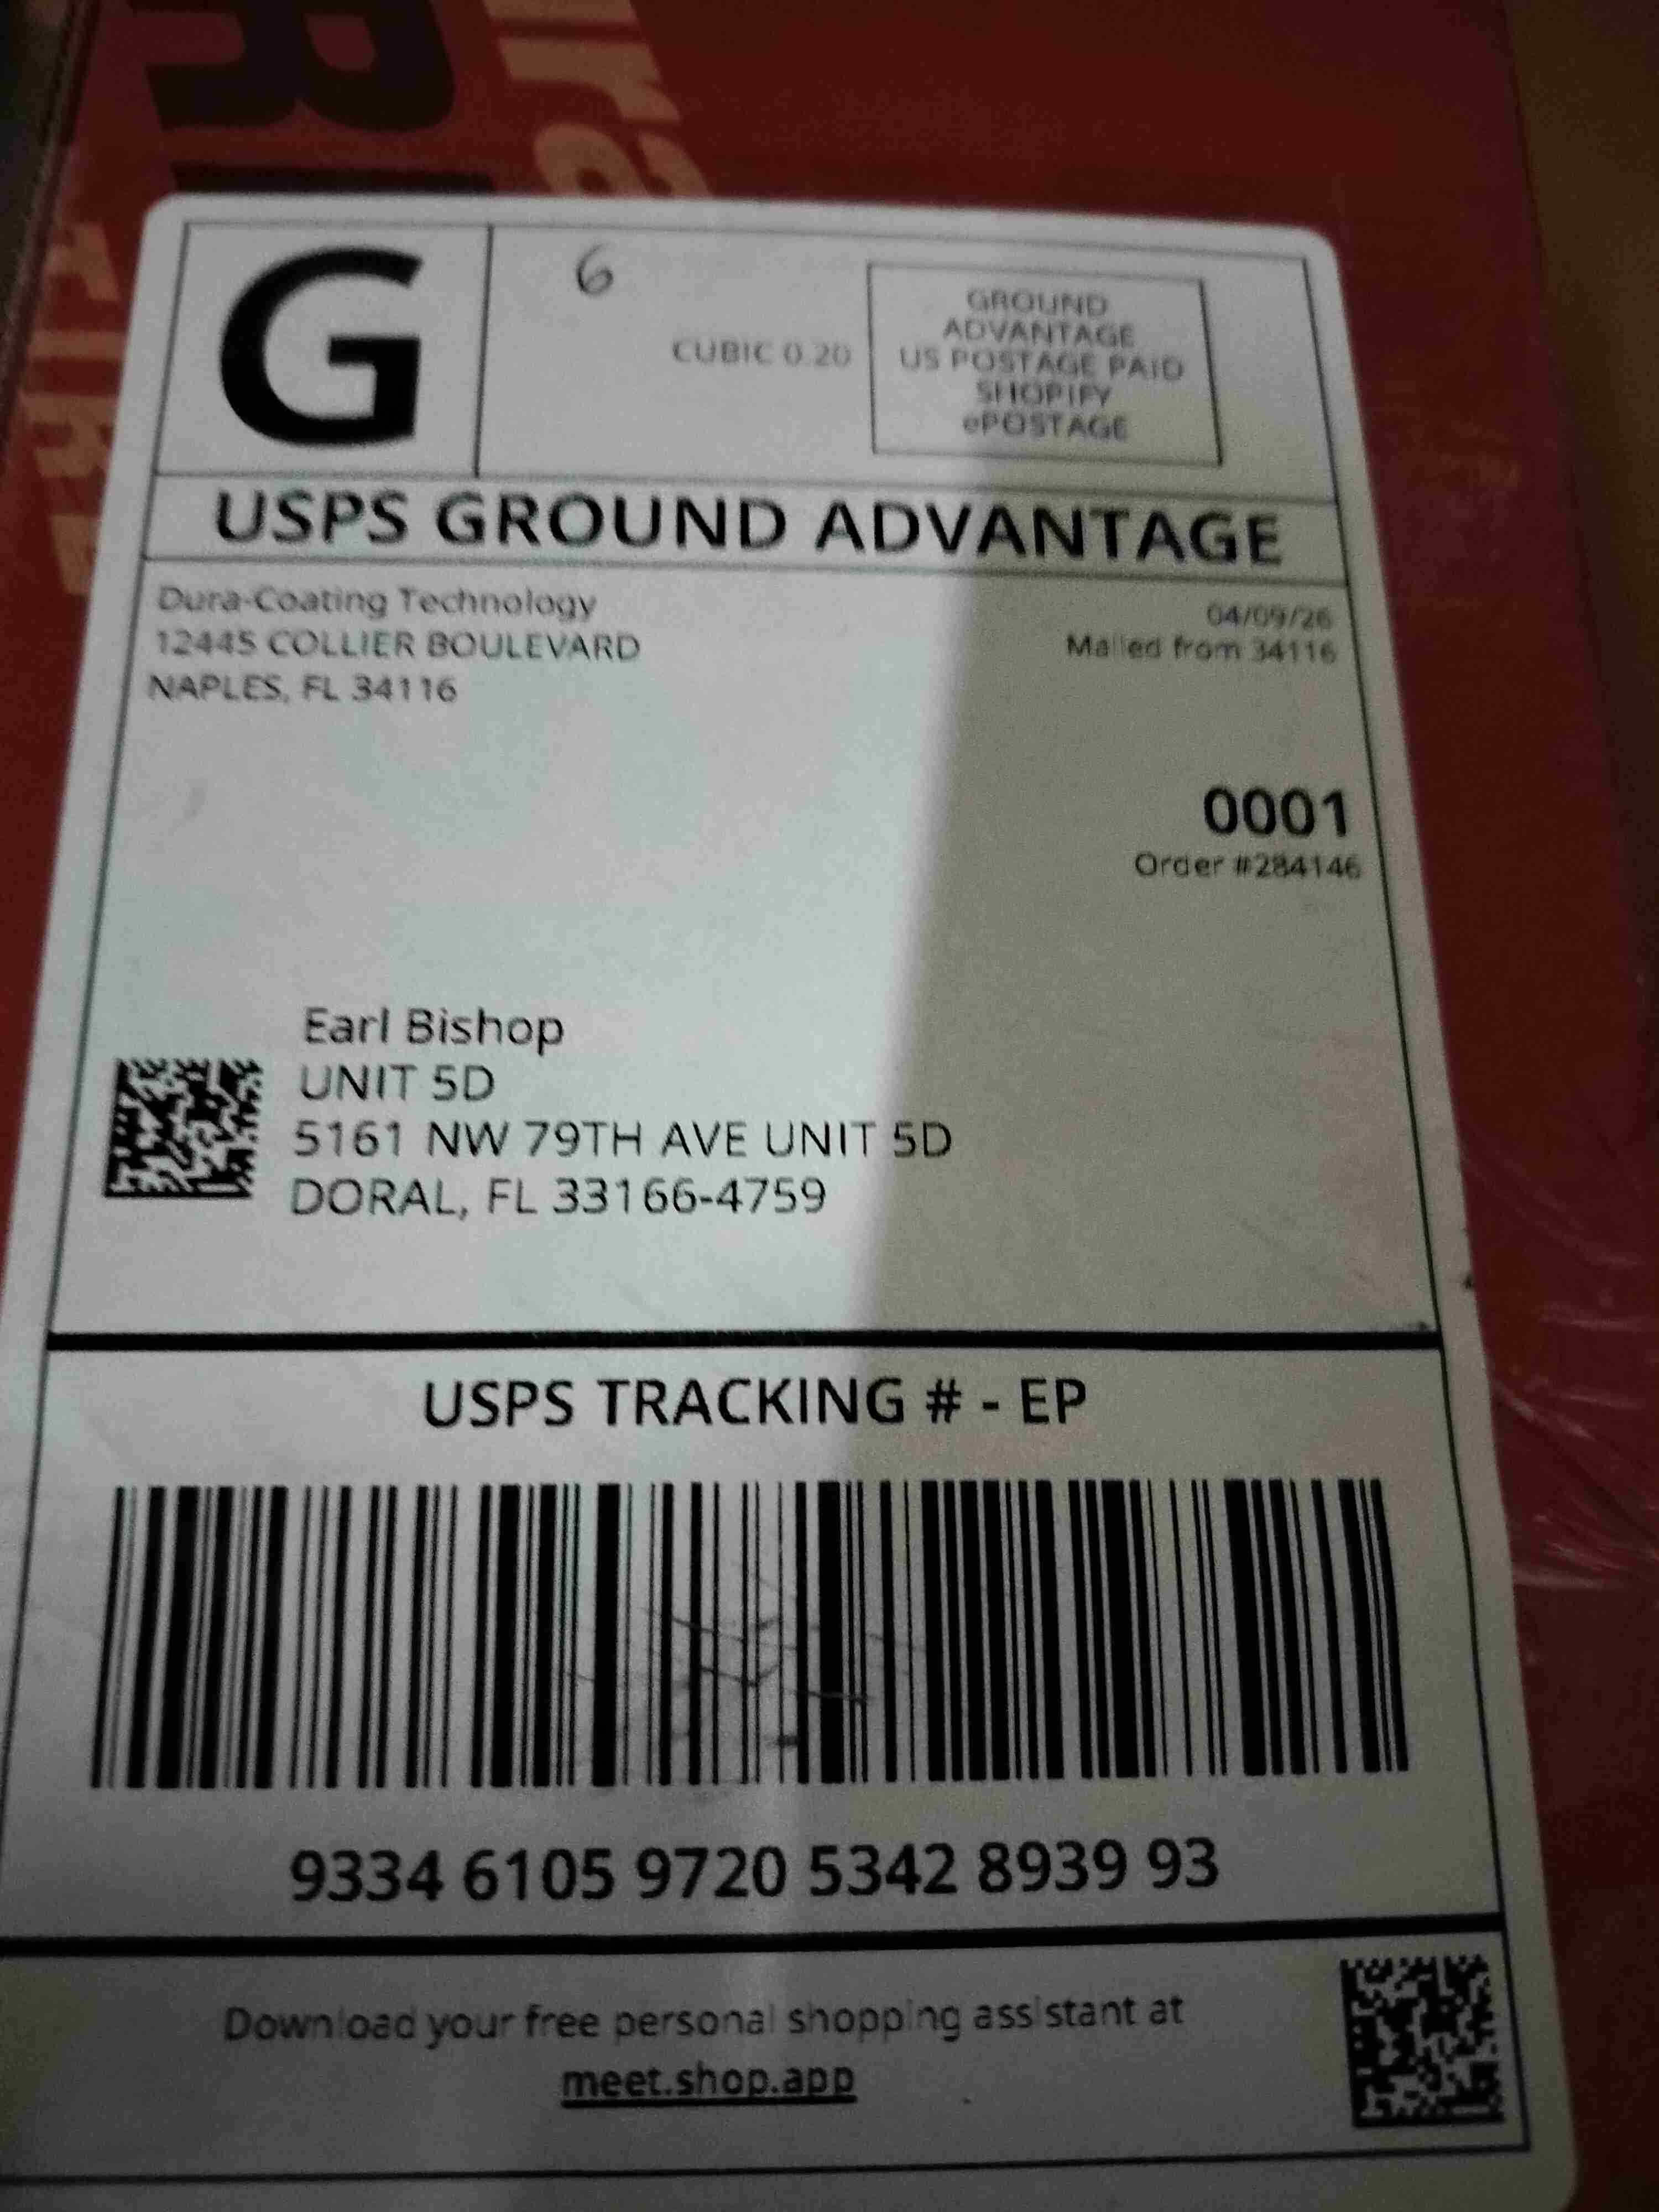 G
6
CUBIC 0.20
GROUND
ADVANTAGE
US POSTAGE PAID
SHOPIFY
ePOSTAGE
USPS GROUND ADVANTAGE
Dura-Coating Technology
12445 COLLIER BOULEVARD
NAPLES, FL 34116
04/09/26
Mailed from 34116
0001
Order #284146
Earl Bishop
UNIT 5D
5161 NW 79TH AVE UNIT 5D
DORAL, FL 33166-4759
USPS TRACKING # - EP
9334 6105 9720 5342 8939 93
Download your free personal shopping assistant at
meet.shop.app